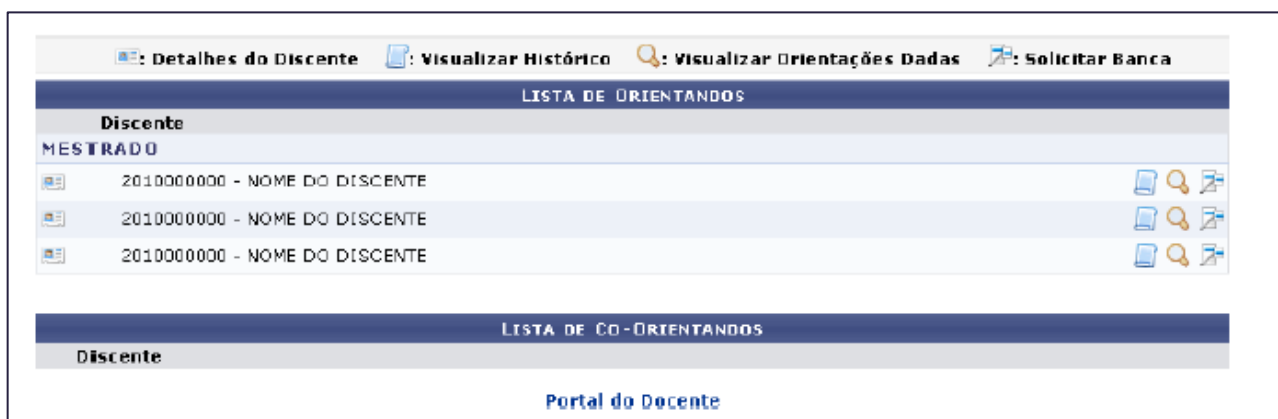 : Detalhes do Discente : Visualizar Histórico : Visualizar Orientações Dadas : Solicitar Banca
LISTA DE ORIENTANDOS
Discente
MESTRADO
2010000000 - NOME DO DISCENTE
2010000000 - NOME DO DISCENTE
2010000000 - NOME DO DISCENTE
LISTA DE CO-ORIENTANDOS
Discente
Portal do Docente